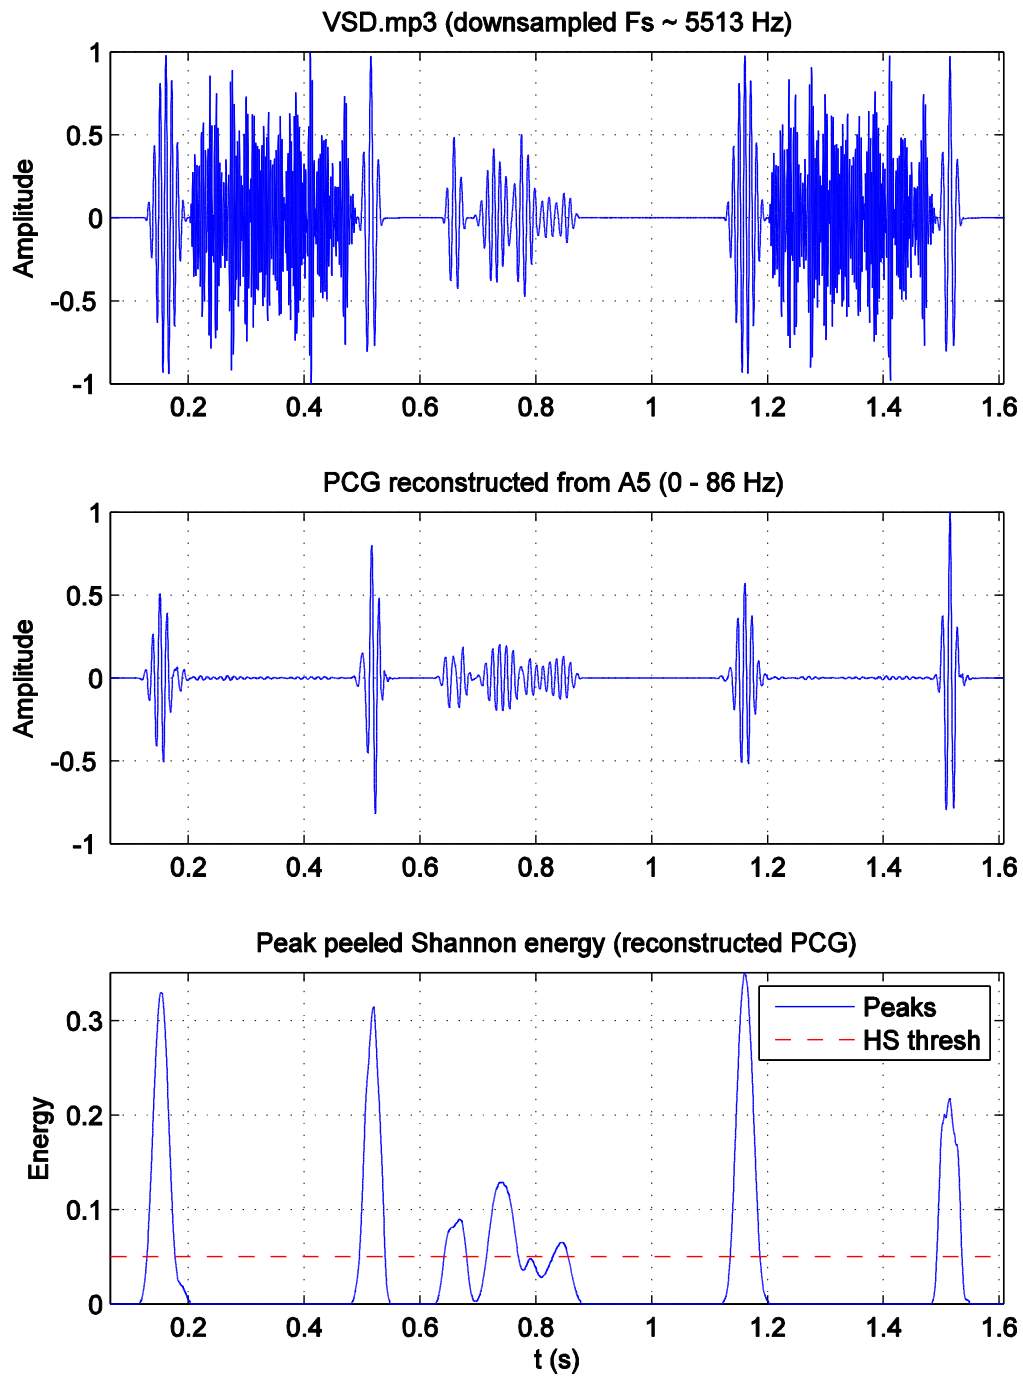 VSD.mp3 (downsampled Fs ~ 5513 Hz)
1
0.5
0
-0.5
-1
Amplitude
0.2 0.4 0.6 0.8 1 1.2 1.4 1.6
PCG reconstructed from A5 (0 - 86 Hz)
1
0.5
0
-0.5
-1
Amplitude
0.2 0.4 0.6 0.8 1 1.2 1.4 1.6
Peak peeled Shannon energy (reconstructed PCG)
0.3
0.2
0.1
0
Energy
Peaks
HS thresh
0.2 0.4 0.6 0.8 1 1.2 1.4 1.6
t (s)